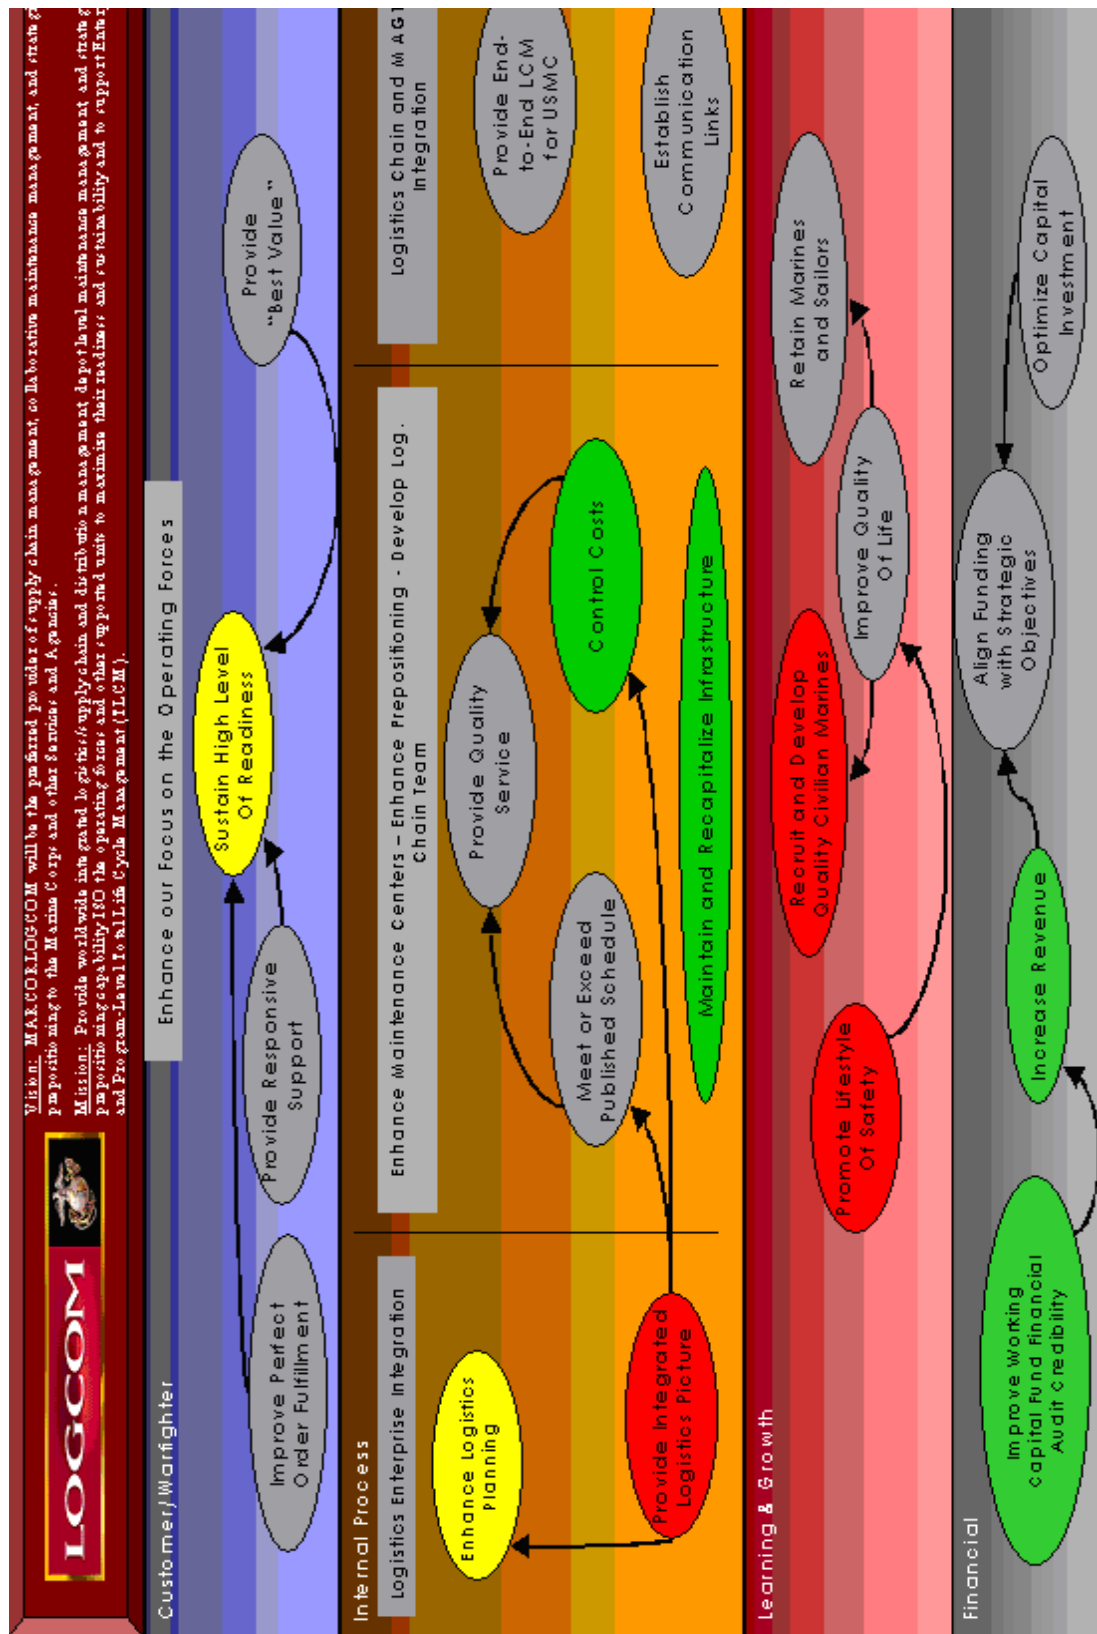 LOGCOM
Vision: MARCORLOGCOM will be the preferred provider of supply chain management, collaborative maintenance management, and
prepositioning to the Marine Corps and other Services and Agencies.
Mission: Provide worldwide integrated logistics/supply chain and distribution management, depot level maintenance management, and
prepositioning capability ISO the operating forces and other supported units to maximize their readiness and sustainability and to support
and Program-Level Total Life Cycle Management (TLCM).
Customer/Warfighter
Enhance our Focus on the Operating Forces
Improve Perfect
Order Fulfillment
Provide Responsive
Support
Sustain High Level
Of Readiness
Provide
“Best Value”
Internal Process
Logistics Enterprise Integration
Enhance Logistics
Planning
Provide Integrated
Logistics Picture
Enhance Maintenance Centers – Enhance Prepositioning - Develop Log.
Chain Team
Provide Quality
Service
Meet or Exceed
Published Schedule
Control Costs
Maintain and Recapitalize Infrastructure
Logistics Chain and
Integration
Provide End-
to-End LCM
for USMC
Establish
Communication
Links
Learning & Growth
Promote Lifestyle
Of Safety
Recruit and Develop
Quality Civilian Marines
Improve Quality
Of Life
Retain Marines
and Sailors
Financial
Improve Working
Capital Fund Financial
Audit Credibility
Increase Revenue
Align Funding
with Strategic
Objectives
Optimize Capital
Investment